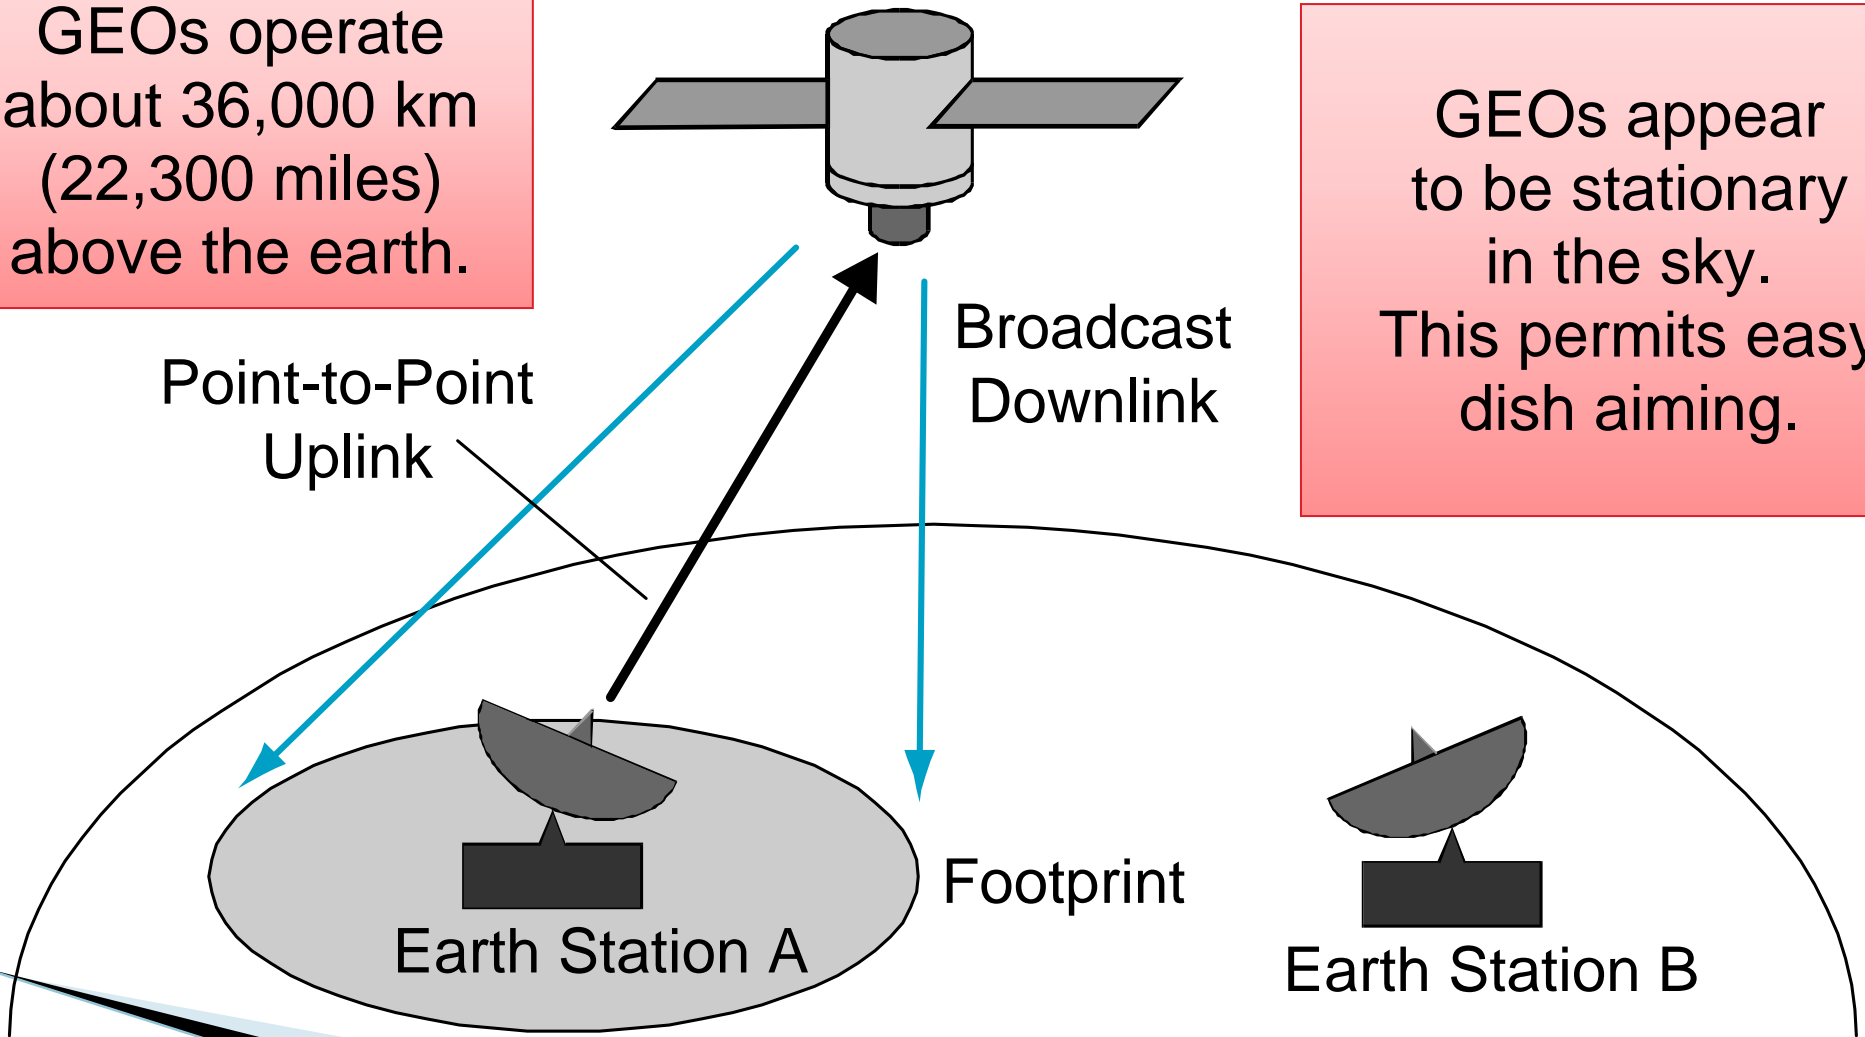 GEOs operate
about 36,000 km
(22,300 miles)
above the earth.
GEOs appear
to be stationary
in the sky.
This permits easy
dish aiming.
Broadcast
Downlink
Point-to-Point
Uplink
Footprint
Earth Station A
Earth Station B